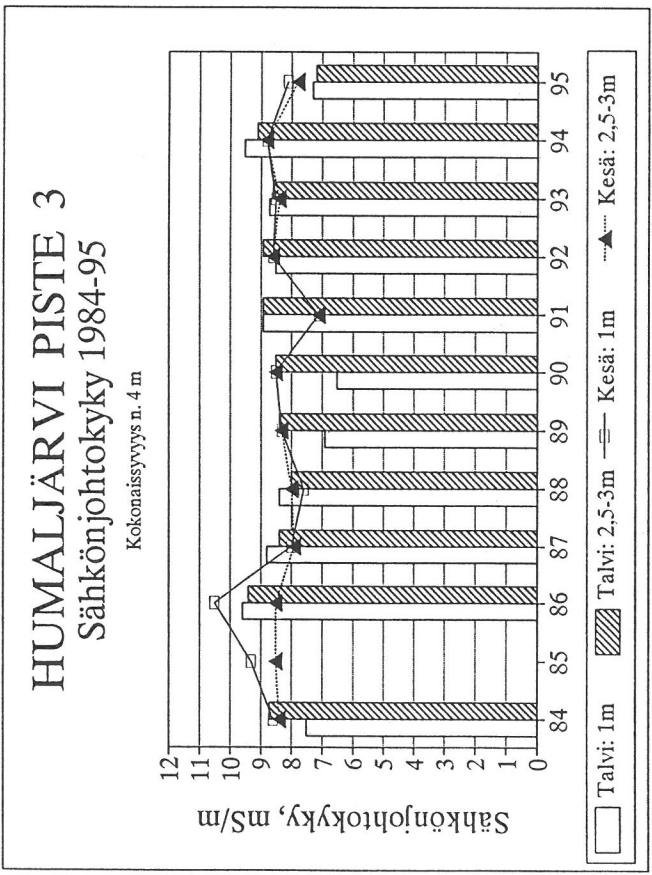 HUMALJÄRVI PISTE 3
Sähkönjohtokyky 1984-95
Kokonaissyvyys n. 4 m
Sähkönjohtokyky, mS/m
12
11
10
9
8
7
6
5
4
3
2
1
0
84 85 86 87 88 89 90 91 92 93 94 95
Talvi: 1m Talvi: 2,5-3m Kesä: 1m Kesä: 2,5-3m